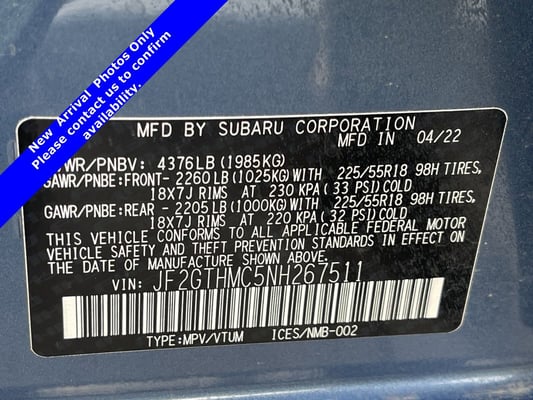 New Arrival Photos Only
Please contact us to confirm
availability.
MFD BY SUBARU CORPORATION
MFD IN 04/22
GVWR/PNBV: 4376LB (1985KG)
GAWR/PNBE:FRONT- 2260LB (1025KG) WITH 225/55R18 98H TIRES,
18X7J RIMS AT 230 KPA (33 PSI) COLD
GAWR/PNBE:REAR - 2205LB (1000KG) WITH 225/55R18 98H TIRES,
18X7J RIMS AT 220 KPA (32 PSI) COLD
THIS VEHICLE CONFORMS TO ALL APPLICABLE FEDERAL MOTOR
VEHICLE SAFETY AND THEFT PREVENTION STANDARDS IN EFFECT
ON THE DATE OF MANUFACTURE SHOWN ABOVE.
VIN: JF2GTHMC5NH267511
TYPE:MPV/VTUM ICES/NMB-002